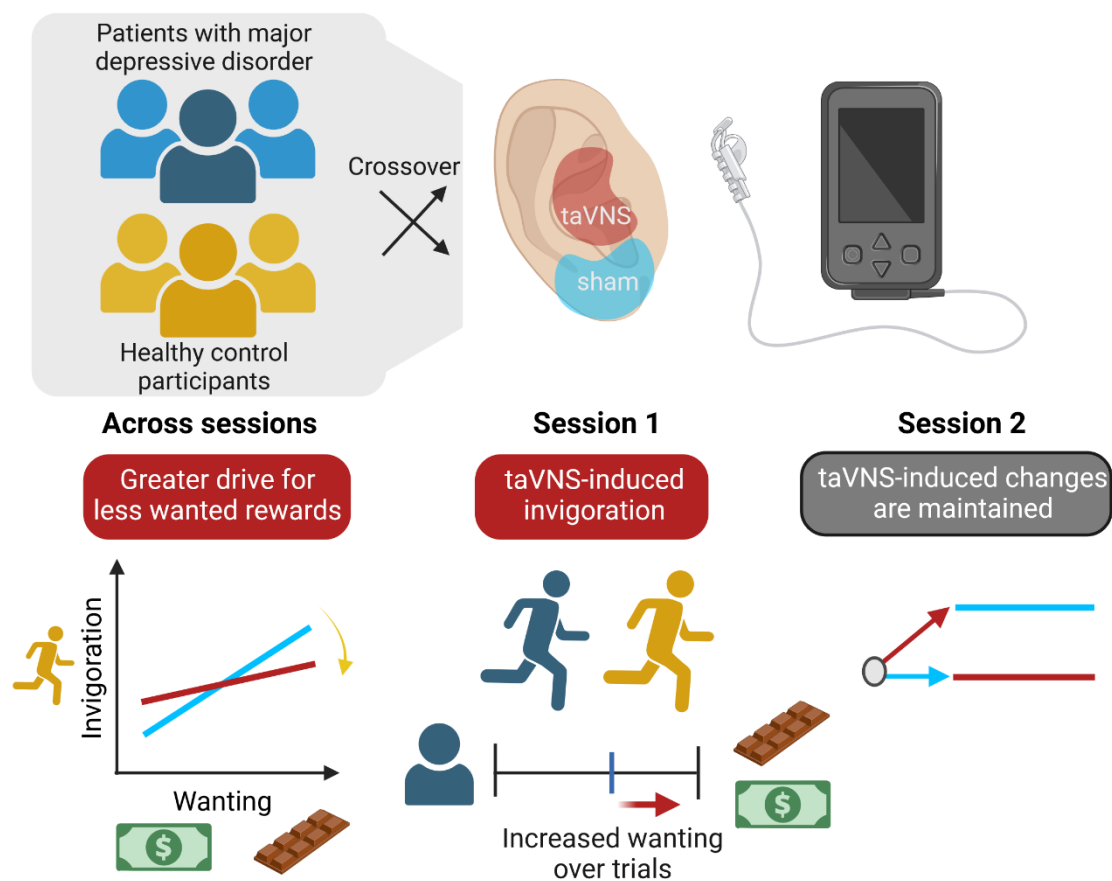 Patients with major
depressive disorder
Crossover
taVNS
sham
Healthy control
participants
Across sessions
Greater drive for
less wanted rewards
Invigoration
Wanting
$
Session 1
taVNS-induced
invigoration
Increased wanting
over trials
$
Session 2
taVNS-induced changes
are maintained